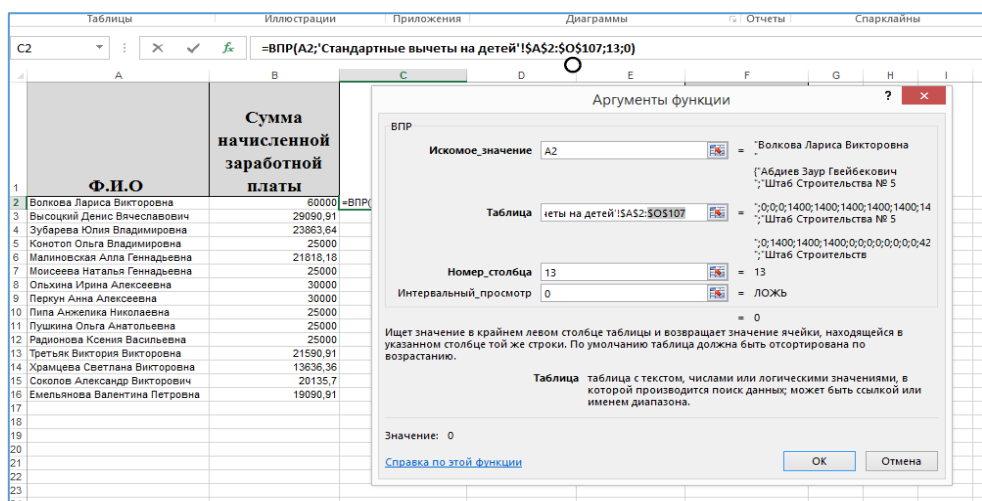 Таблицы Иллюстрации Приложения Диаграммы Отчеты Спарклайны
C2 fx =ВПР(A2;'Стандартные вычеты на детей'!$A$2:$O$107;13;0)
A B C D E F G H I
1 Ф.И.О Сумма начисленной заработной платы
2 Волкова Лариса Викторовна 60000 =ВПР(
3 Высоцкий Денис Вячеславович 29090,91
4 Зубарева Юлия Владимировна 23863,64
5 Конотоп Ольга Владимировна 25000
6 Малиновская Алла Геннадьевна 21818,18
7 Моисеева Наталья Геннадьевна 25000
8 Ольхина Ирина Алексеевна 30000
9 Перкун Анна Алексеевна 30000
10 Пипа Анжелика Николаевна 25000
11 Пушкина Ольга Анатольевна 25000
12 Радионова Ксения Васильевна 25000
13 Третьяк Виктория Викторовна 21590,91
14 Храмцева Светлана Викторовна 13636,36
15 Соколов Александр Викторович 20135,7
16 Емельянова Валентина Петровна 19090,91
17
18
19
20
21
22
23
Аргументы функции ? ×
ВПР
Искомое_значение A2 = "Волкова Лариса Викторовна
"
{"Абдиев Заур Гвейбекович
";"Штаб Строительства № 5
Таблица четы на детей'!$A$2:$O$107 = ";0;0;0;1400;1400;1400;1400;1400;14
";"Штаб Строительства № 5
";0;1400;1400;1400;0;0;0;0;0;0;0;0;42
";"Штаб Строительств
Номер_столбца 13 = 13
Интервальный_просмотр 0 = ЛОЖЬ
= 0
Ищет значение в крайнем левом столбце таблицы и возвращает значение ячейки, находящейся в
указанном столбце той же строки. По умолчанию таблица должна быть отсортирована по
возрастанию.
Таблица таблица с текстом, числами или логическими значениями, в
которой производится поиск данных; может быть ссылкой или
именем диапазона.
Значение: 0
Справка по этой функции ОК Отмена